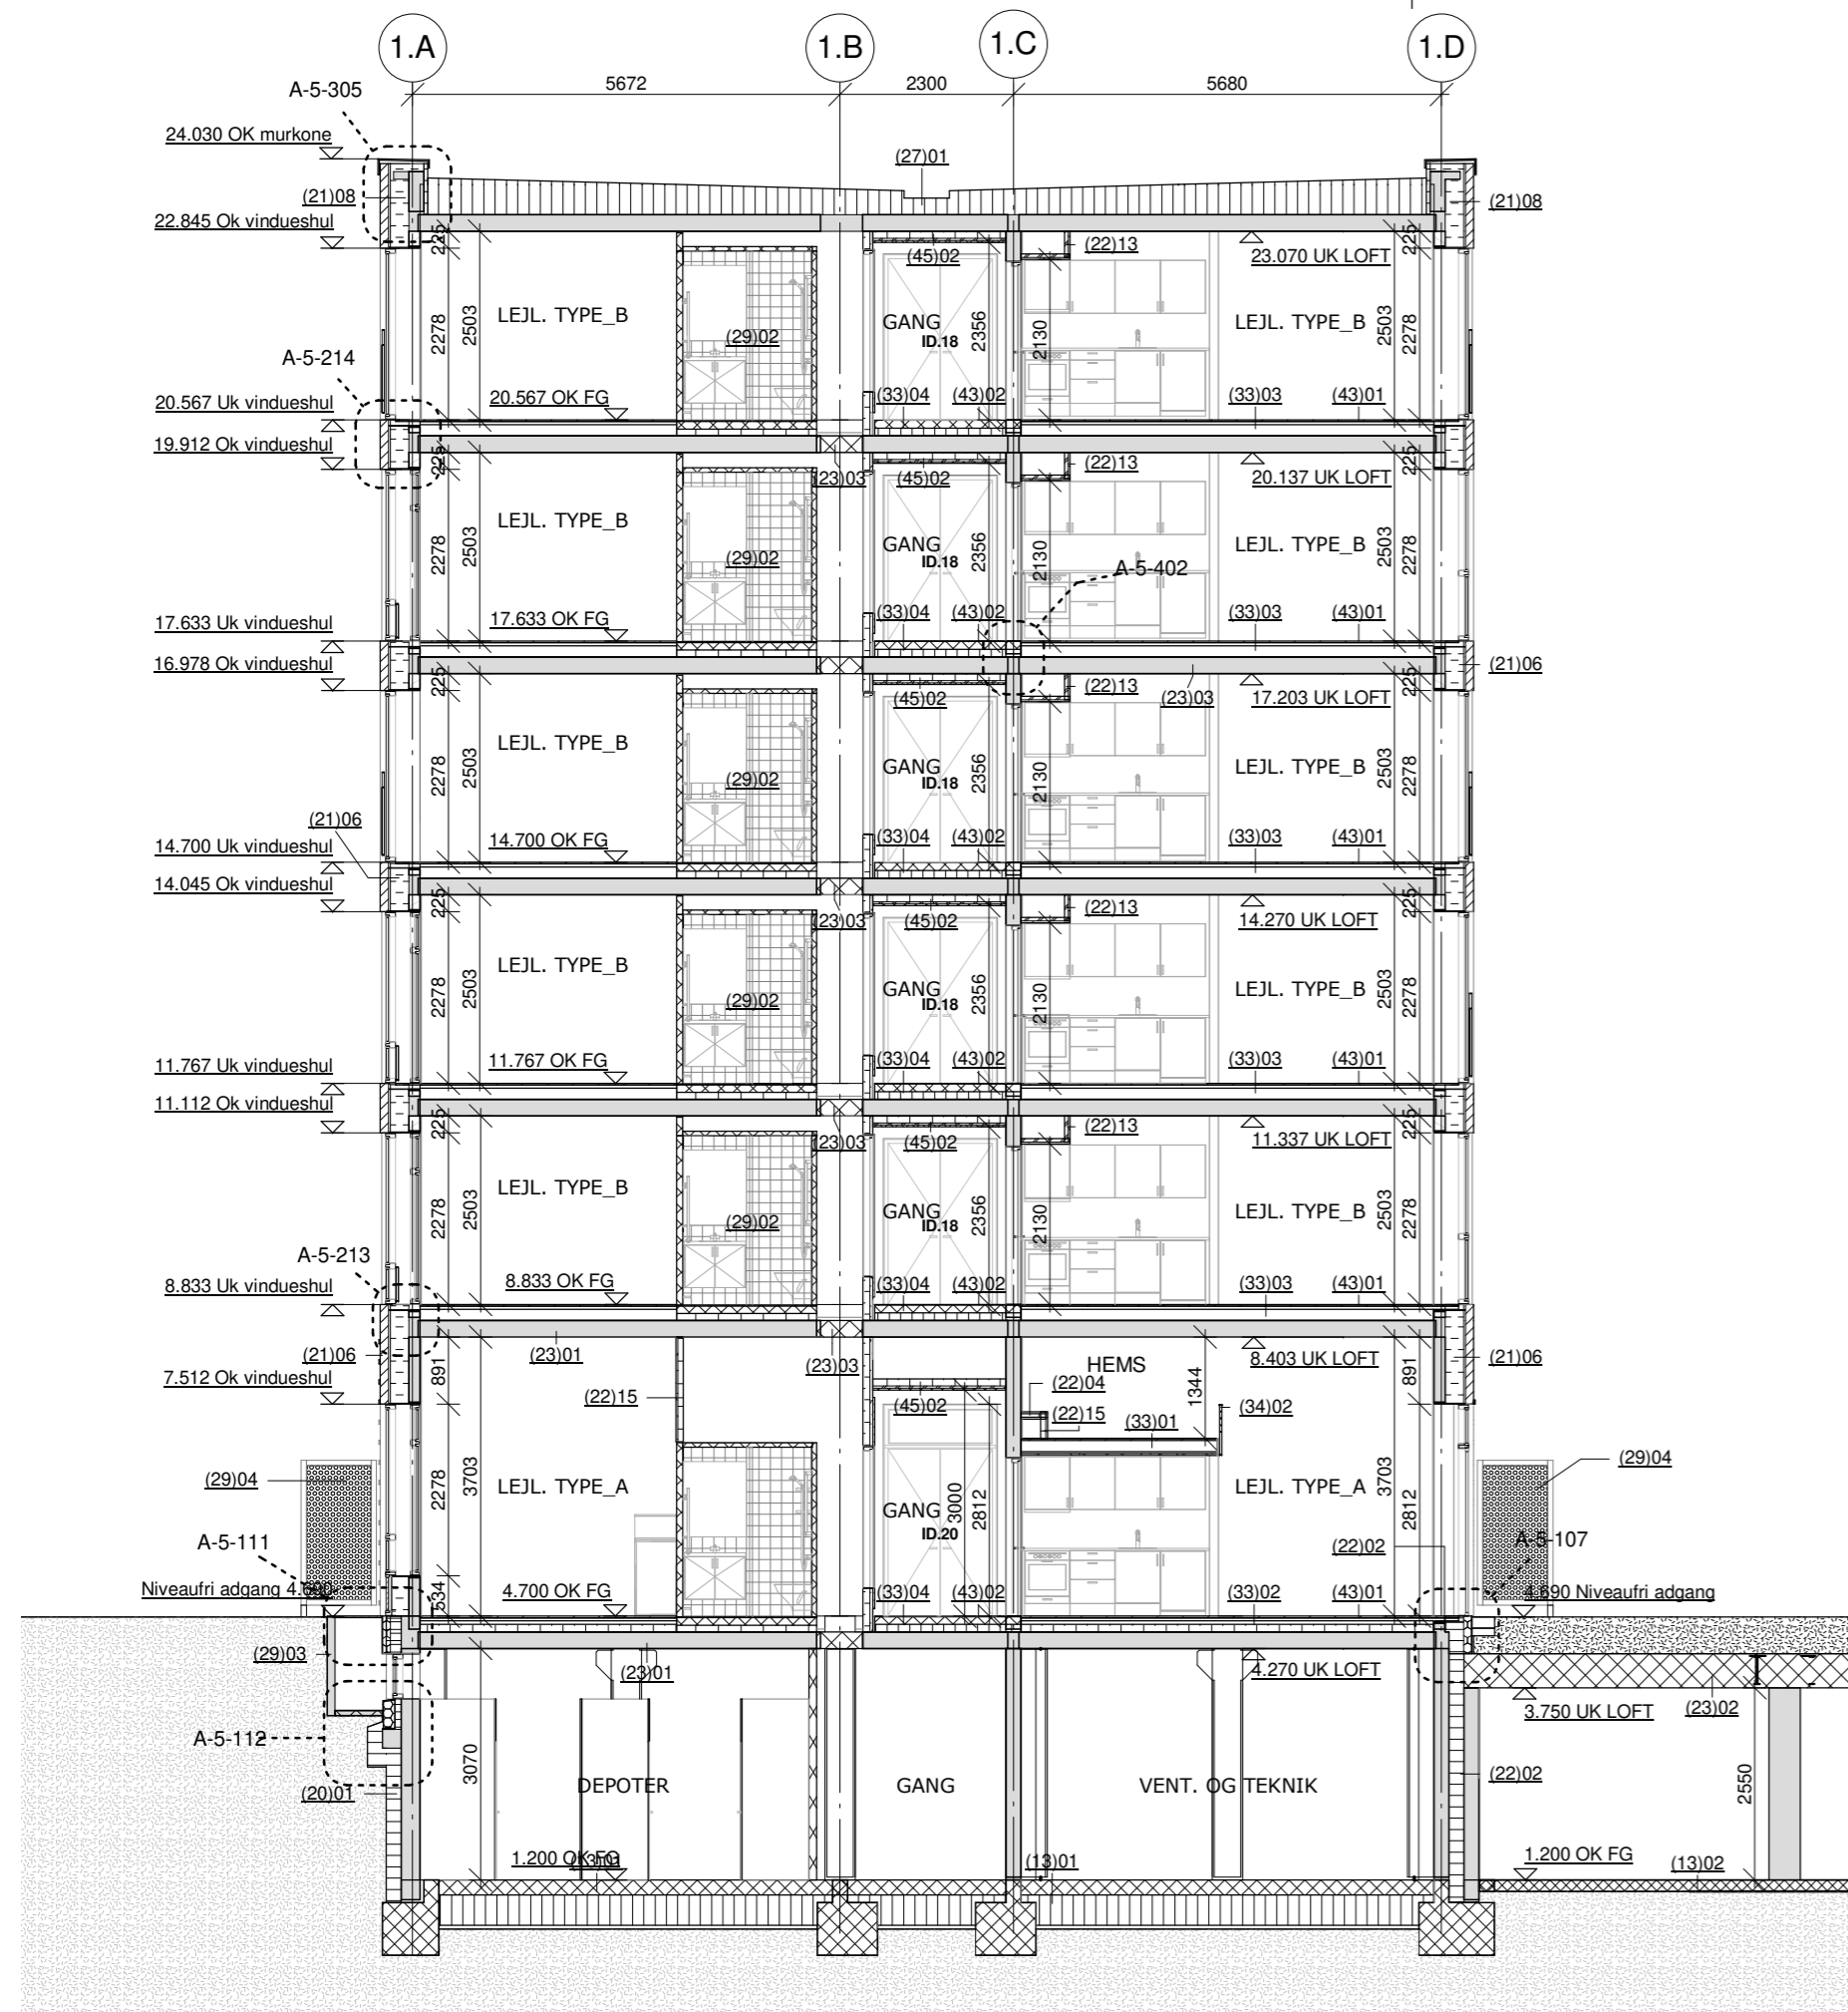 1.A 1.B 1.C 1.D
5672 2300 5680
A-5-305
24.030 OK murkone
(27)01
(21)08 (21)08
22.845 Ok vindueshul
225 (45)02 (22)13 23.070 UK LOFT 225
2278 2503 LEJL. TYPE_B (29)02 GANG ID.18 2356 2130 LEJL. TYPE_B 2503 2278
A-5-214
20.567 Uk vindueshul 20.567 OK FG (33)04 (43)02 (33)03 (43)01
19.912 Ok vindueshul
225 (23)03 (45)02 (22)13 20.137 UK LOFT 225
2278 2503 LEJL. TYPE_B (29)02 GANG ID.18 2356 2130 LEJL. TYPE_B 2503 2278
A-5-402
17.633 Uk vindueshul 17.633 OK FG (33)04 (43)02 (33)03 (43)01
16.978 Ok vindueshul (21)06
225 (45)02 (22)13 (23)03 17.203 UK LOFT 225
2278 2503 LEJL. TYPE_B (29)02 GANG ID.18 2356 2130 LEJL. TYPE_B 2503 2278
(21)06
14.700 Uk vindueshul 14.700 OK FG (33)04 (43)02 (33)03 (43)01
14.045 Ok vindueshul
225 (23)03 (45)02 (22)13 14.270 UK LOFT 225
2278 2503 LEJL. TYPE_B (29)02 GANG ID.18 2356 2130 LEJL. TYPE_B 2503 2278
11.767 Uk vindueshul 11.767 OK FG (33)04 (43)02 (33)03 (43)01
11.112 Ok vindueshul
225 (23)03 (45)02 (22)13 11.337 UK LOFT 225
2278 2503 LEJL. TYPE_B (29)02 GANG ID.18 2356 2130 LEJL. TYPE_B 2503 2278
A-5-213
8.833 Uk vindueshul 8.833 OK FG (33)04 (43)02 (33)03 (43)01
(21)06 (23)01 (23)03 HEMS 8.403 UK LOFT (21)06
7.512 Ok vindueshul 891 (22)15 (45)02 (22)04 1344 891
(22)15 (33)01 (34)02
(29)04 (29)04
2278 3703 LEJL. TYPE_A GANG ID.20 3000 2812 LEJL. TYPE_A 3703 2812
A-5-111 (22)02 A-5-107
Niveaufri adgang 4.690 534 4.700 OK FG (33)04 (43)02 (33)02 (43)01 4.690 Niveaufri adgang
(29)03 (23)01 4.270 UK LOFT
3.750 UK LOFT (23)02
A-5-112
3070 DEPOTER GANG VENT. OG TEKNIK (22)02 2550
(20)01
1.200 OK FG (13)01 (13)01 1.200 OK FG (13)02